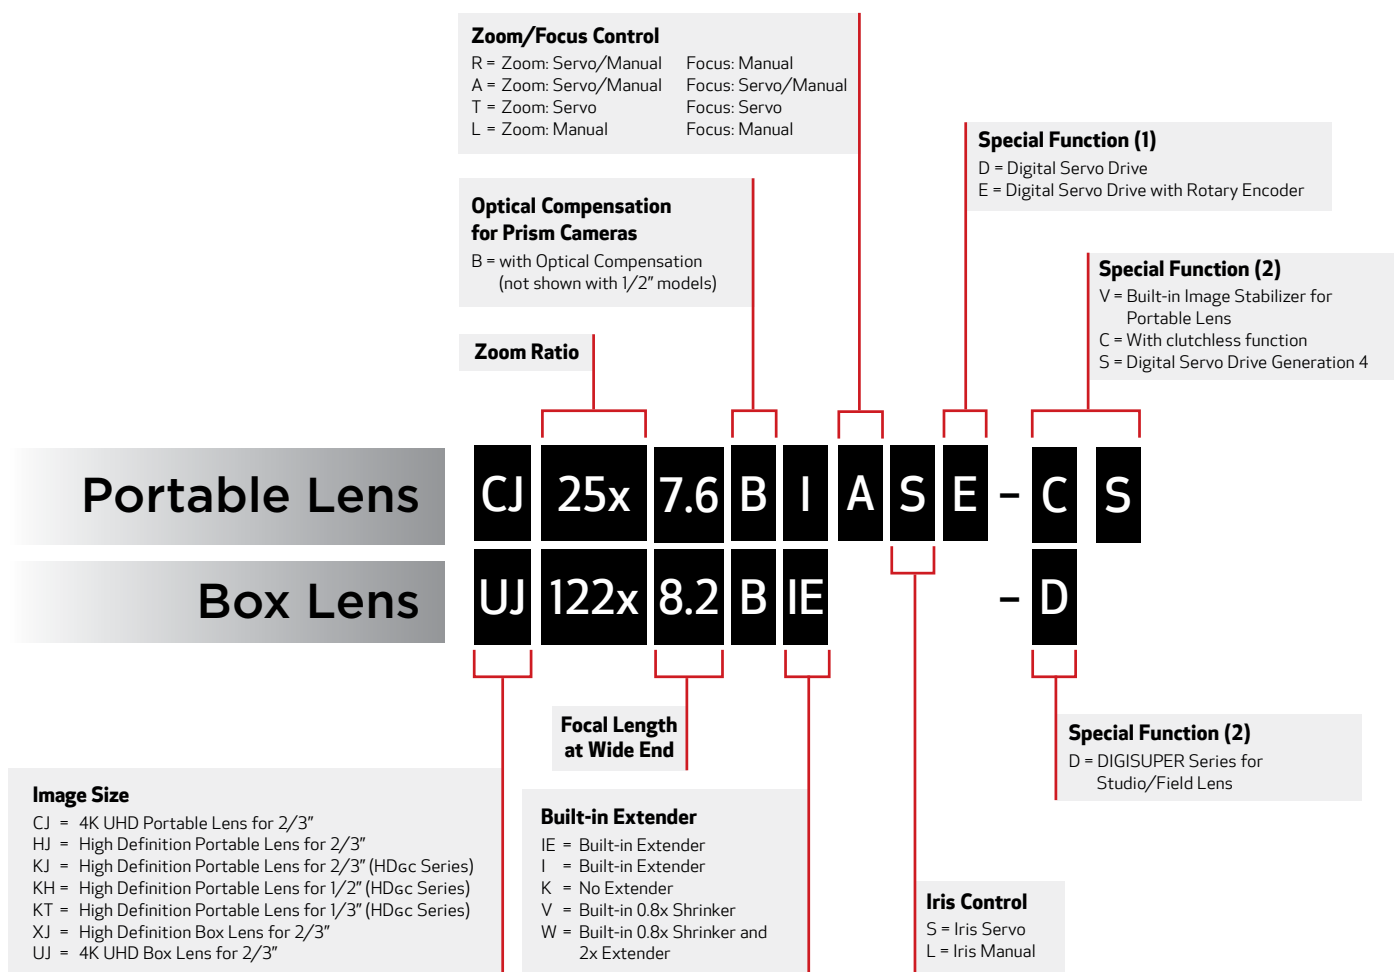 Zoom/Focus Control
R = Zoom: Servo/Manual Focus: Manual
A = Zoom: Servo/Manual Focus: Servo/Manual
T = Zoom: Servo Focus: Servo
L = Zoom: Manual Focus: Manual
Special Function (1)
D = Digital Servo Drive
E = Digital Servo Drive with Rotary Encoder
Optical Compensation
for Prism Cameras
B = with Optical Compensation
(not shown with 1/2" models)
Special Function (2)
V = Built-in Image Stabilizer for
Portable Lens
C = With clutchless function
S = Digital Servo Drive Generation 4
Zoom Ratio
Portable Lens CJ 25x 7.6 B I A S E – C S
Box Lens UJ 122x 8.2 B IE – D
Focal Length
at Wide End
Special Function (2)
D = DIGISUPER Series for
Studio/Field Lens
Image Size
CJ = 4K UHD Portable Lens for 2/3"
HJ = High Definition Portable Lens for 2/3"
KJ = High Definition Portable Lens for 2/3" (HDGC Series)
KH = High Definition Portable Lens for 1/2" (HDGC Series)
KT = High Definition Portable Lens for 1/3" (HDGC Series)
XJ = High Definition Box Lens for 2/3"
UJ = 4K UHD Box Lens for 2/3"
Built-in Extender
IE = Built-in Extender
I = Built-in Extender
K = No Extender
V = Built-in 0.8x Shrinker
W = Built-in 0.8x Shrinker and
2x Extender
Iris Control
S = Iris Servo
L = Iris Manual